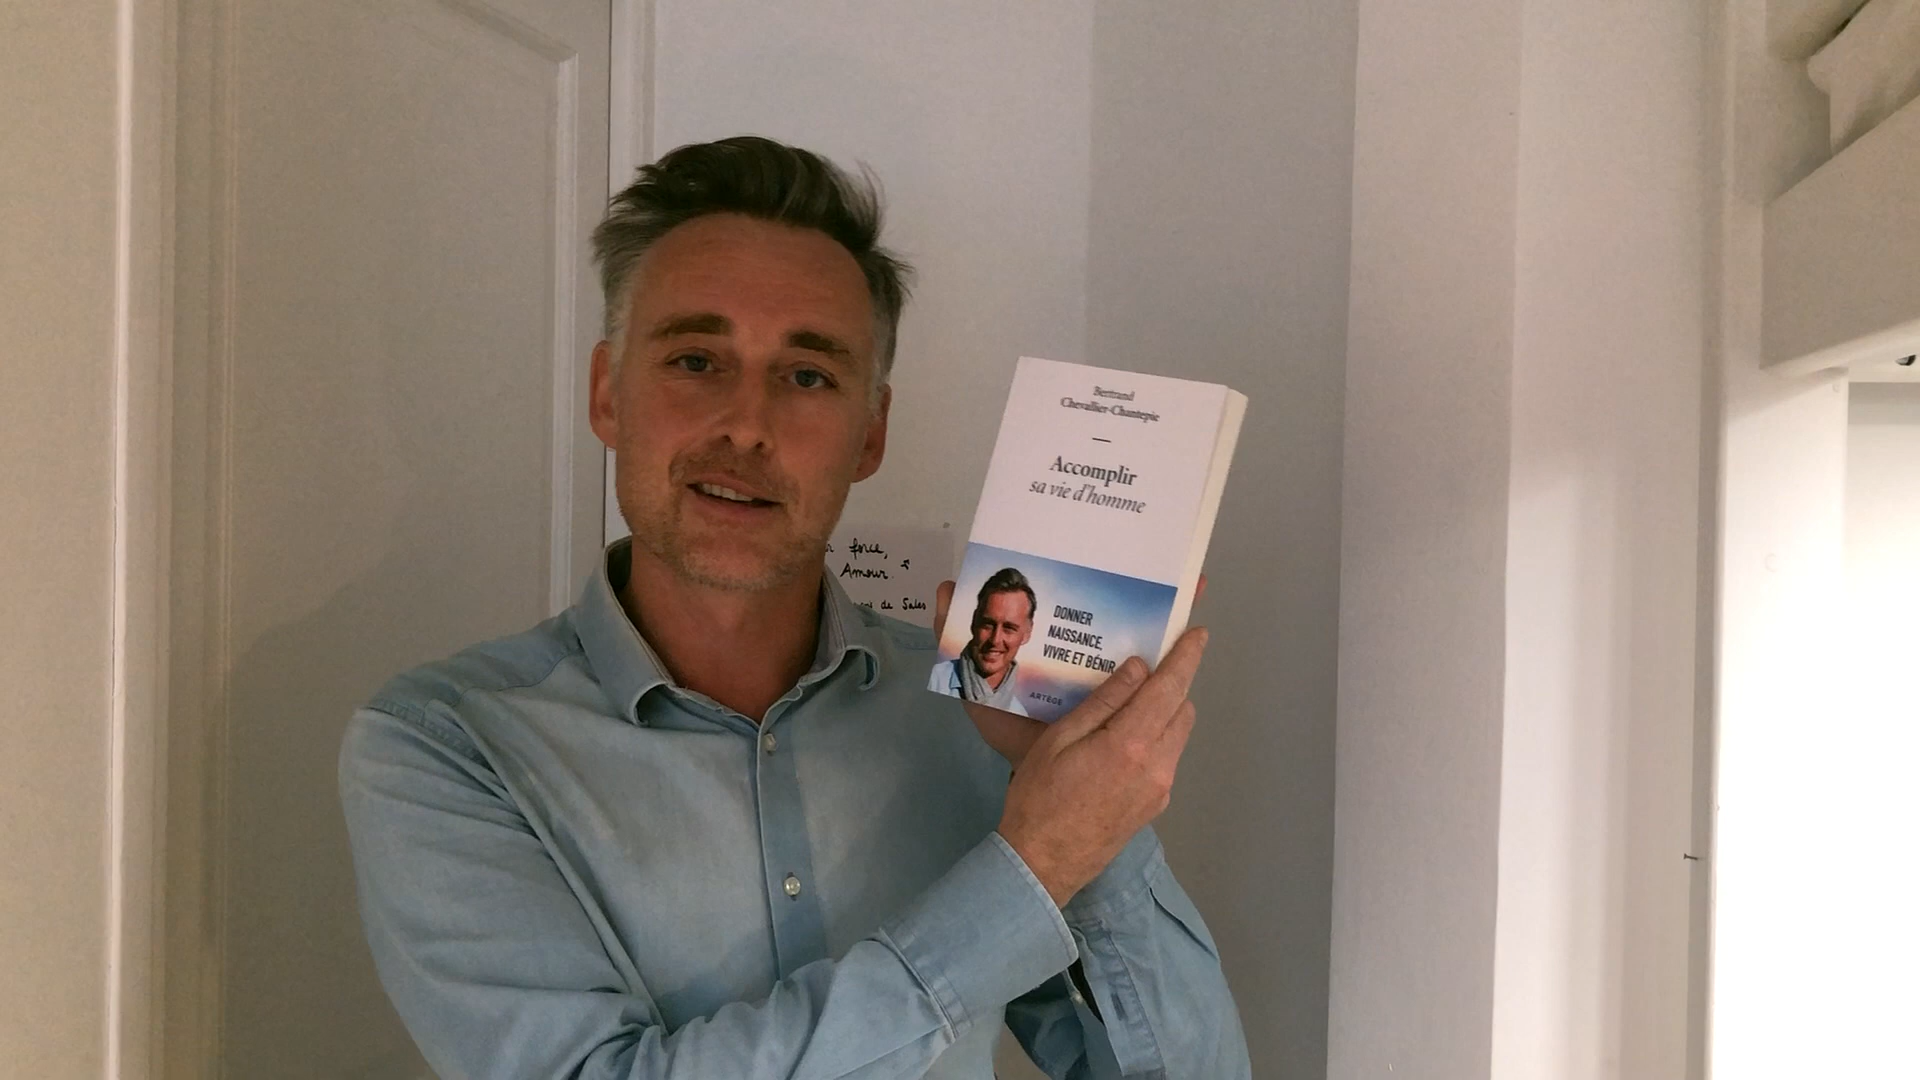 Bertrand
Chevallier-Chantepie
Accomplir
sa vie d'homme
DONNER
NAISSANCE,
VIVRE ET BÉNIR
ARTÈGE
force,
Amour.
de Sales